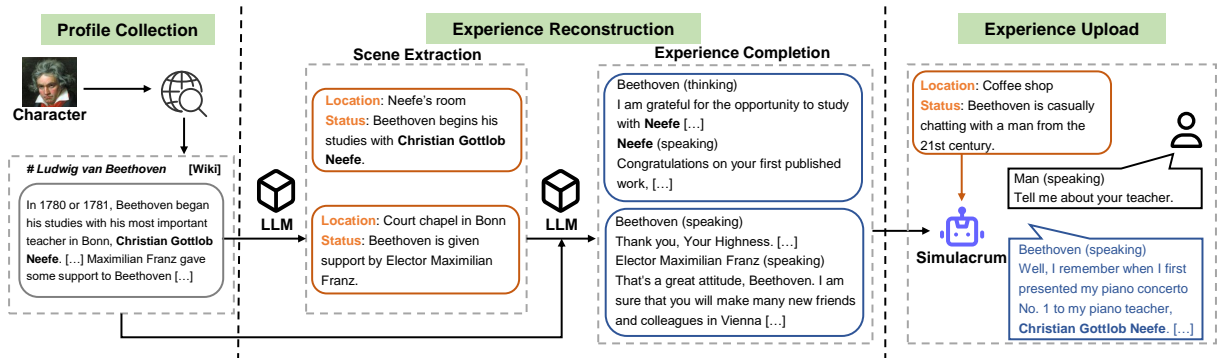 Profile Collection
Character
# Ludwig van Beethoven [Wiki]
In 1780 or 1781, Beethoven began
his studies with his most important
teacher in Bonn, Christian Gottlob
Neefe. […] Maximilian Franz gave
some support to Beethoven […]
LLM
Experience Reconstruction
Scene Extraction
Location: Neefe's room
Status: Beethoven begins his
studies with Christian Gottlob
Neefe.
Location: Court chapel in Bonn
Status: Beethoven is given
support by Elector Maximilian
Franz.
LLM
Experience Completion
Beethoven (thinking)
I am grateful for the opportunity to study
with Neefe […]
Neefe (speaking)
Congratulations on your first published
work, […]
Beethoven (speaking)
Thank you, Your Highness. […]
Elector Maximilian Franz (speaking)
That's a great attitude, Beethoven. I am
sure that you will make many new friends
and colleagues in Vienna […]
Experience Upload
Location: Coffee shop
Status: Beethoven is casually
chatting with a man from the
21st century.
Man (speaking)
Tell me about your teacher.
Simulacrum
Beethoven (speaking)
Well, I remember when I first
presented my piano concerto
No. 1 to my piano teacher,
Christian Gottlob Neefe. […]